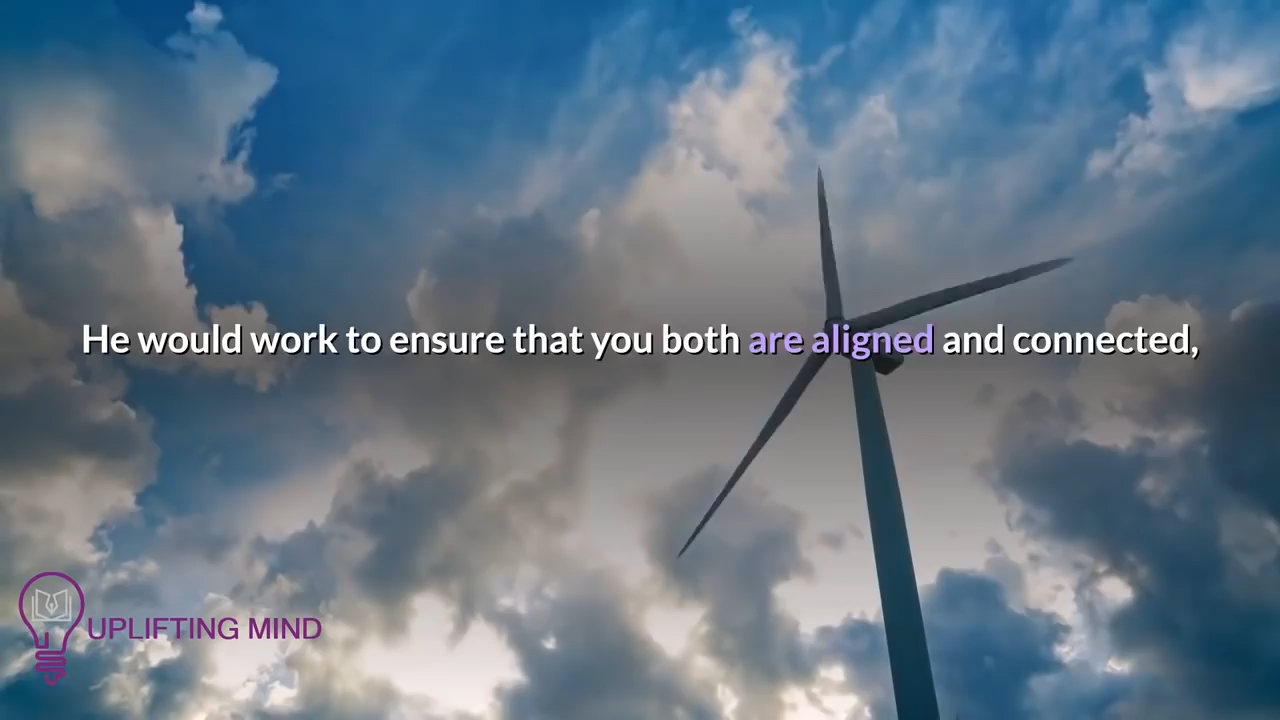 He would work to ensure that you both are aligned and connected,
UPLIFTING MIND